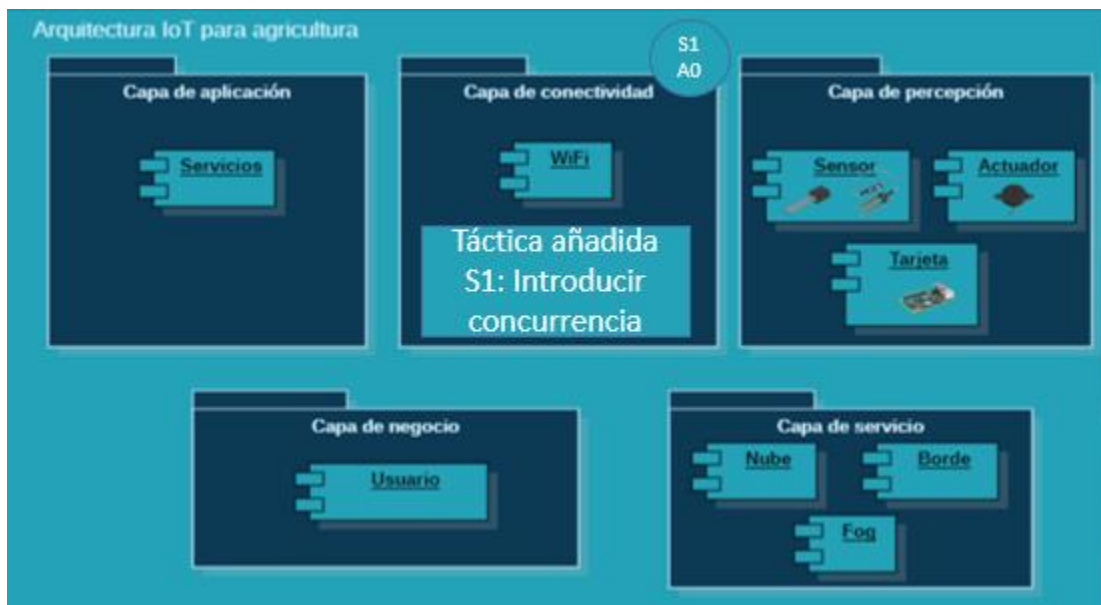 Arquitectura IoT para agricultura
S1
A0
Capa de aplicación
Servicios
Capa de conectividad
WiFi
Táctica añadida
S1: Introducir
concurrencia
Capa de percepción
Sensor
Actuador
Tarjeta
Capa de negocio
Usuario
Capa de servicio
Nube
Borde
Fog